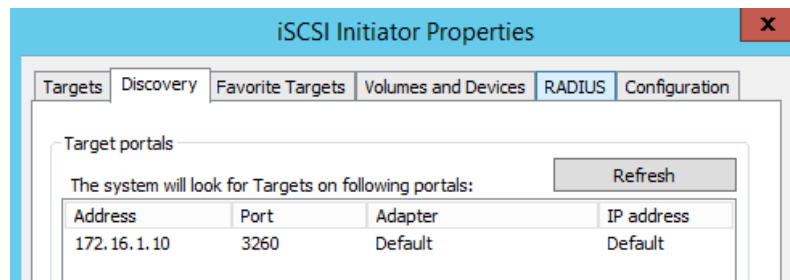 iSCSI Initiator Properties
x
Targets Discovery Favorite Targets Volumes and Devices RADIUS Configuration
Target portals
Refresh
The system will look for Targets on following portals:
Address Port Adapter IP address
172.16.1.10 3260 Default Default